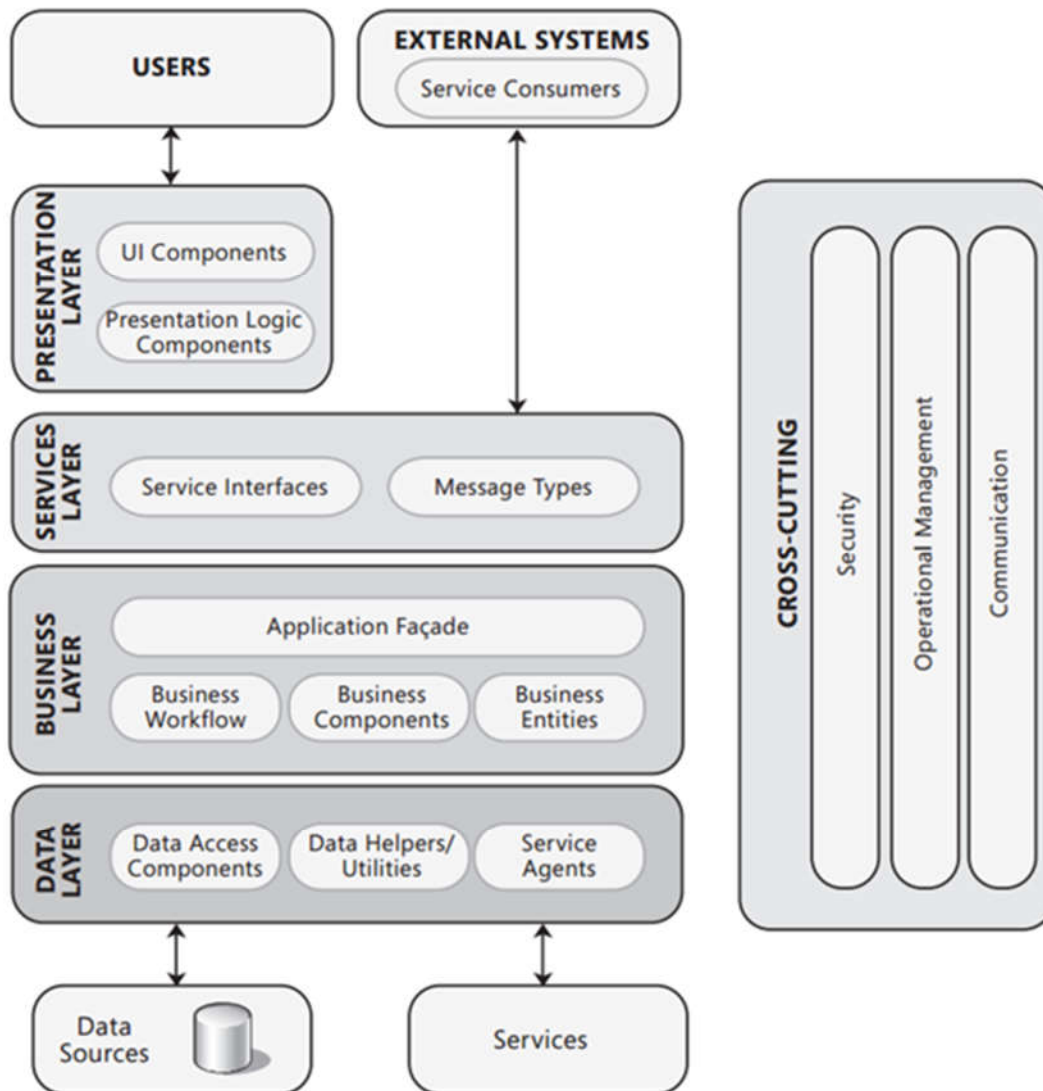 USERS
EXTERNAL SYSTEMS
Service Consumers
PRESENTATION
LAYER
UI Components
Presentation Logic
Components
SERVICES
LAYER
Service Interfaces
Message Types
BUSINESS
LAYER
Application Façade
Business
Workflow
Business
Components
Business
Entities
DATA
LAYER
Data Access
Components
Data Helpers/
Utilities
Service
Agents
Data
Sources
Services
CROSS-CUTTING
Security
Operational Management
Communication